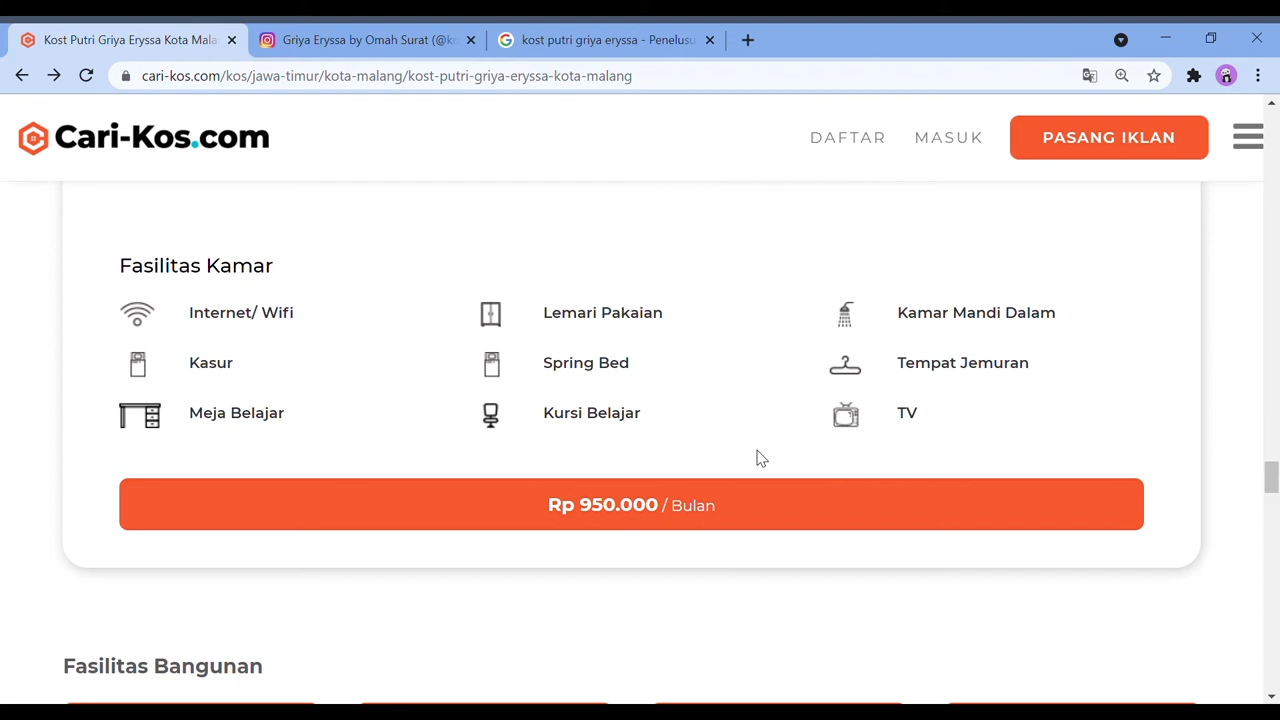 Kost Putri Griya Eryssa Kota Mala
Griya Eryssa by Omah Surat (@ko
kost putri griya eryssa - Penelusu
cari-kos.com/kos/jawa-timur/kota-malang/kost-putri-griya-eryssa-kota-malang
Cari-Kos.com
DAFTAR
MASUK
PASANG IKLAN
Fasilitas Kamar
Internet/ Wifi
Lemari Pakaian
Kamar Mandi Dalam
Kasur
Spring Bed
Tempat Jemuran
Meja Belajar
Kursi Belajar
TV
Rp 950.000 / Bulan
Fasilitas Bangunan